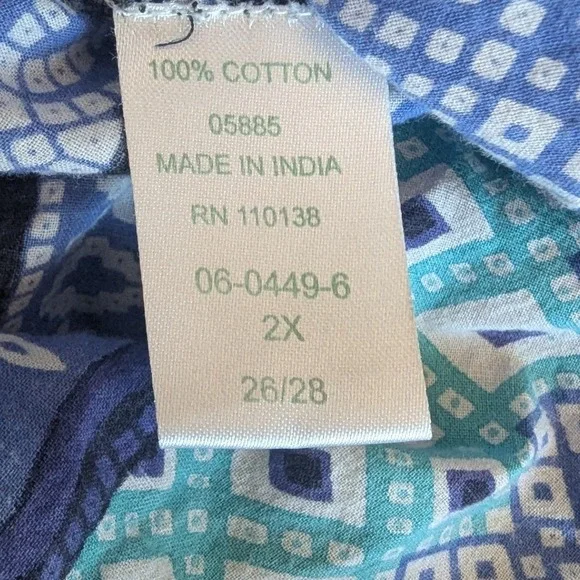 100% COTTON
05885
MADE IN INDIA
RN 110138
06-0449-6
2X
26/28